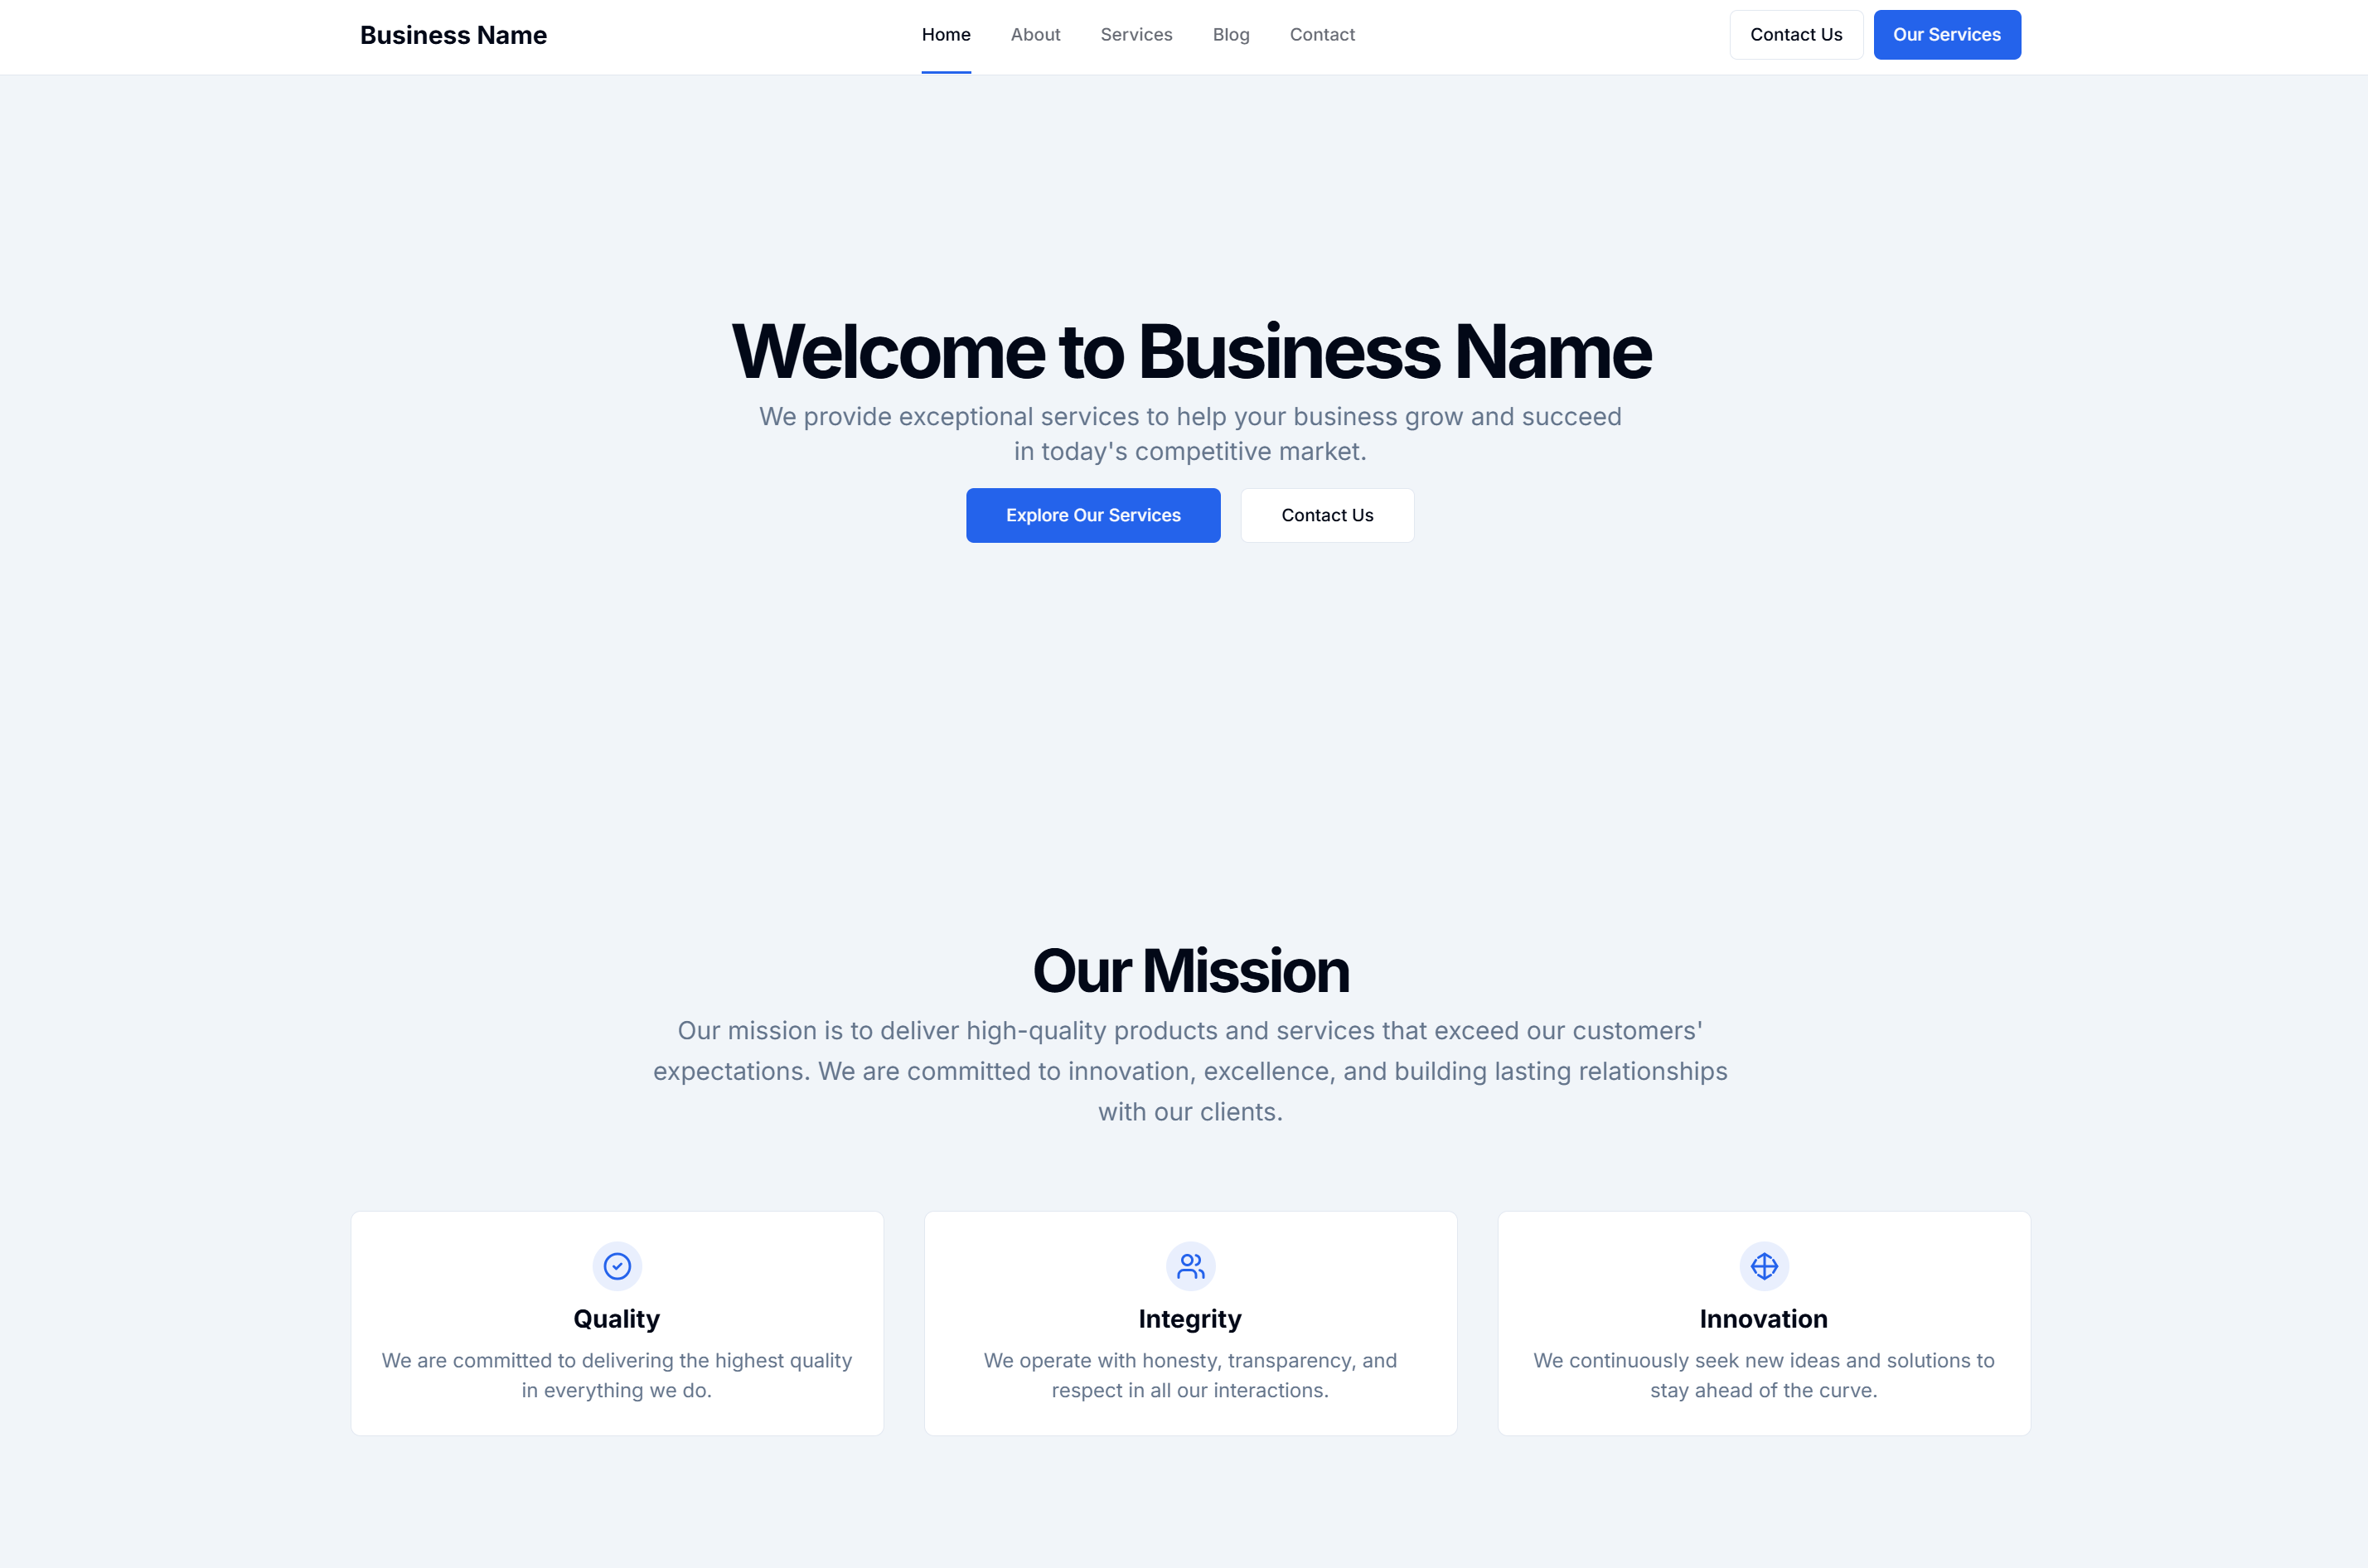 Business Name
Home About Services Blog Contact
Contact Us Our Services
Welcome to Business Name
We provide exceptional services to help your business grow and succeed
in today's competitive market.
Explore Our Services Contact Us
Our Mission
Our mission is to deliver high-quality products and services that exceed our customers'
expectations. We are committed to innovation, excellence, and building lasting relationships
with our clients.
Quality
We are committed to delivering the highest quality
in everything we do.
Integrity
We operate with honesty, transparency, and
respect in all our interactions.
Innovation
We continuously seek new ideas and solutions to
stay ahead of the curve.